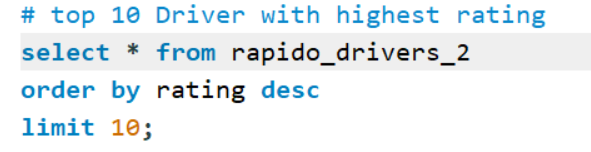 # top 10 Driver with highest rating
select * from rapido_drivers_2
order by rating desc
limit 10;